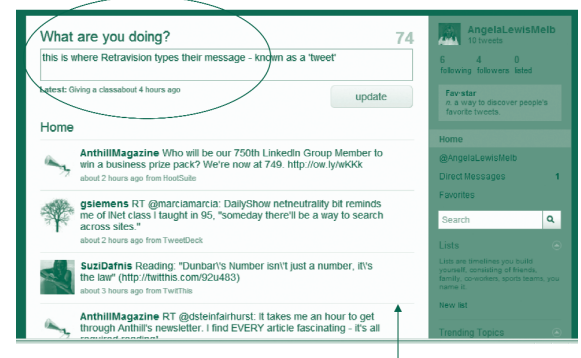 What are you doing?
74
this is where Retravision types their message - known as a 'tweet'
Latest: Giving a classabout 4 hours ago
update
Home
AnthillMagazine Who will be our 750th LinkedIn Group Member to
win a business prize pack? We're now at 749. http://ow.ly/wKKk
about 2 hours ago from HootSuite
gsiemens RT @marciamarcia: DailyShow netneutrality bit reminds
me of INet class I taught in 95, "someday there'll be a way to search
across sites."
about 2 hours ago from TweetDeck
SuziDafnis Reading: "Dunbar\'s Number isn\'t just a number, it\'s
the law" (http://twitthis.com/92u483)
about 3 hours ago from TwitThis
AnthillMagazine RT @dsteinfairhurst: It takes me an hour to get
through Anthill's newsletter. I find EVERY article fascinating - it's all
required reading!
AngelaLewisMelb
10 tweets
6 4 0
following followers listed
Fav·star
n. a way to discover people's
favorite tweets.
Home
@AngelaLewisMelb
Direct Messages 1
Favorites
Search
Lists
Lists are timelines you build
yourself, consisting of friends,
family, co-workers, sports teams, you
name it.
New list
Trending Topics